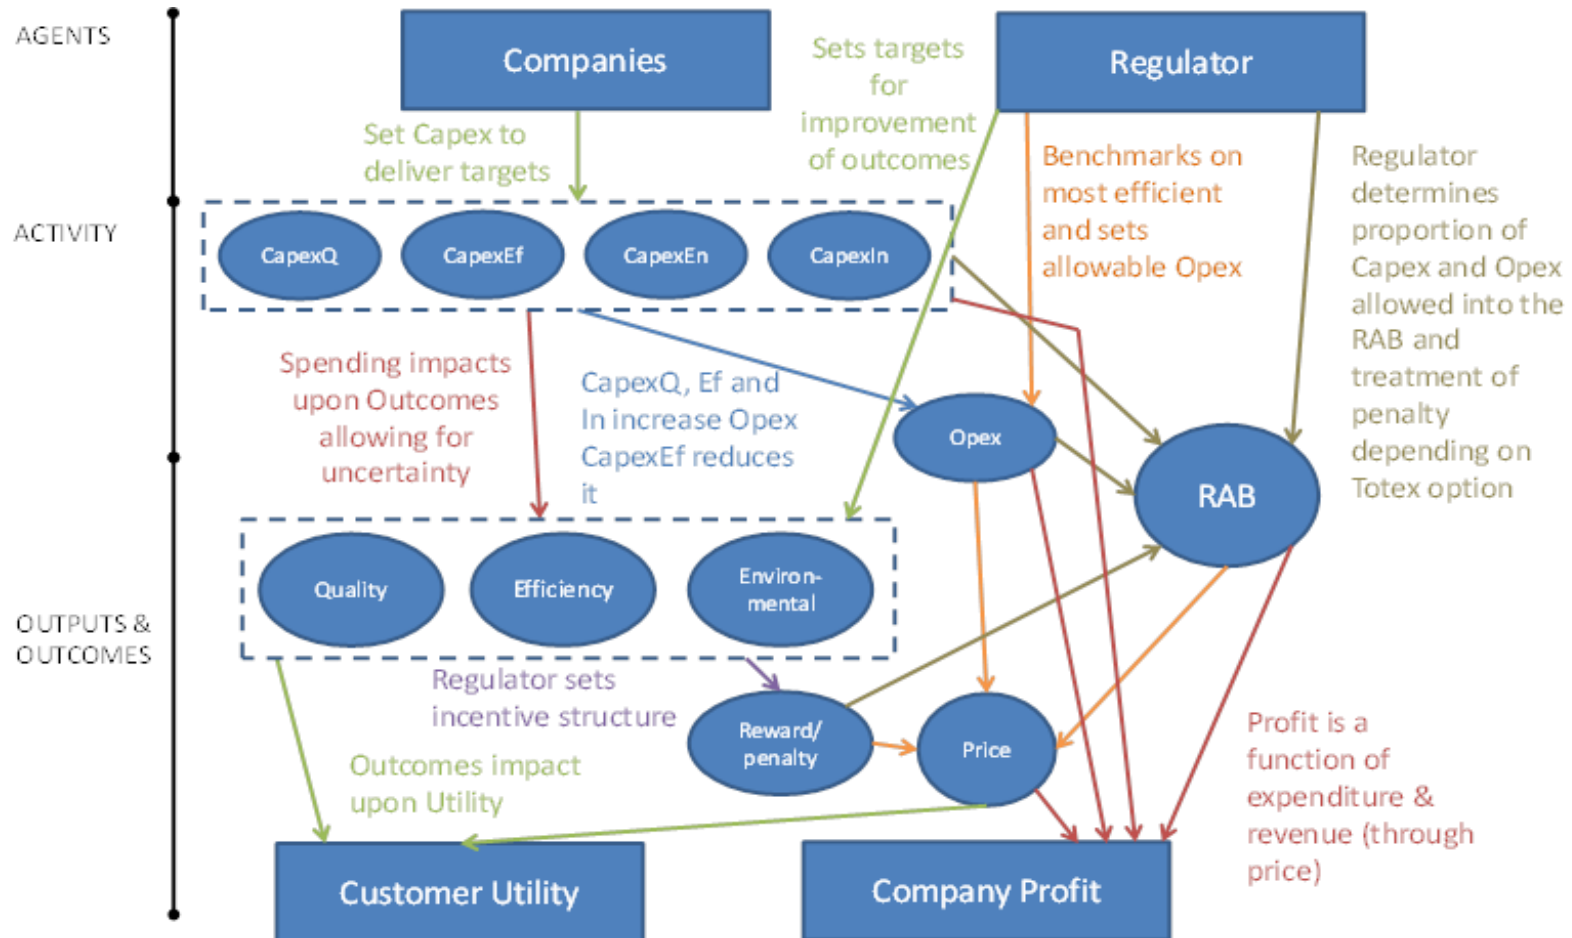 AGENTS
Companies
Regulator
Sets targets
for
improvement
of outcomes
Set Capex to
deliver targets
Benchmarks on
most efficient
and sets
allowable Opex
Regulator
determines
proportion of
Capex and Opex
allowed into the
RAB and
treatment of
penalty
depending on
Totex option
ACTIVITY
CapexQ
CapexEf
CapexEn
CapexIn
Spending impacts
upon Outcomes
allowing for
uncertainty
CapexQ, Ef and
In increase Opex
CapexEf reduces
it
Opex
RAB
OUTPUTS &
OUTCOMES
Quality
Efficiency
Environ-
mental
Regulator sets
incentive structure
Reward/
penalty
Price
Outcomes impact
upon Utility
Profit is a
function of
expenditure &
revenue (through
price)
Customer Utility
Company Profit